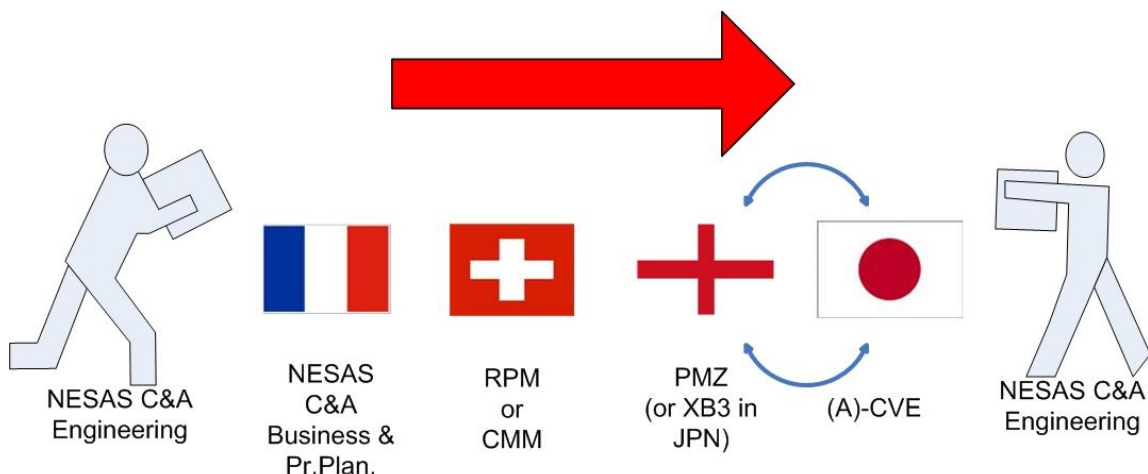 NESAS C&A
Engineering
NESAS
C&A
Business &
Pr.Plan.
RPM
or
CMM
PMZ
(or XB3 in
JPN)
(A)-CVE
NESAS C&A
Engineering